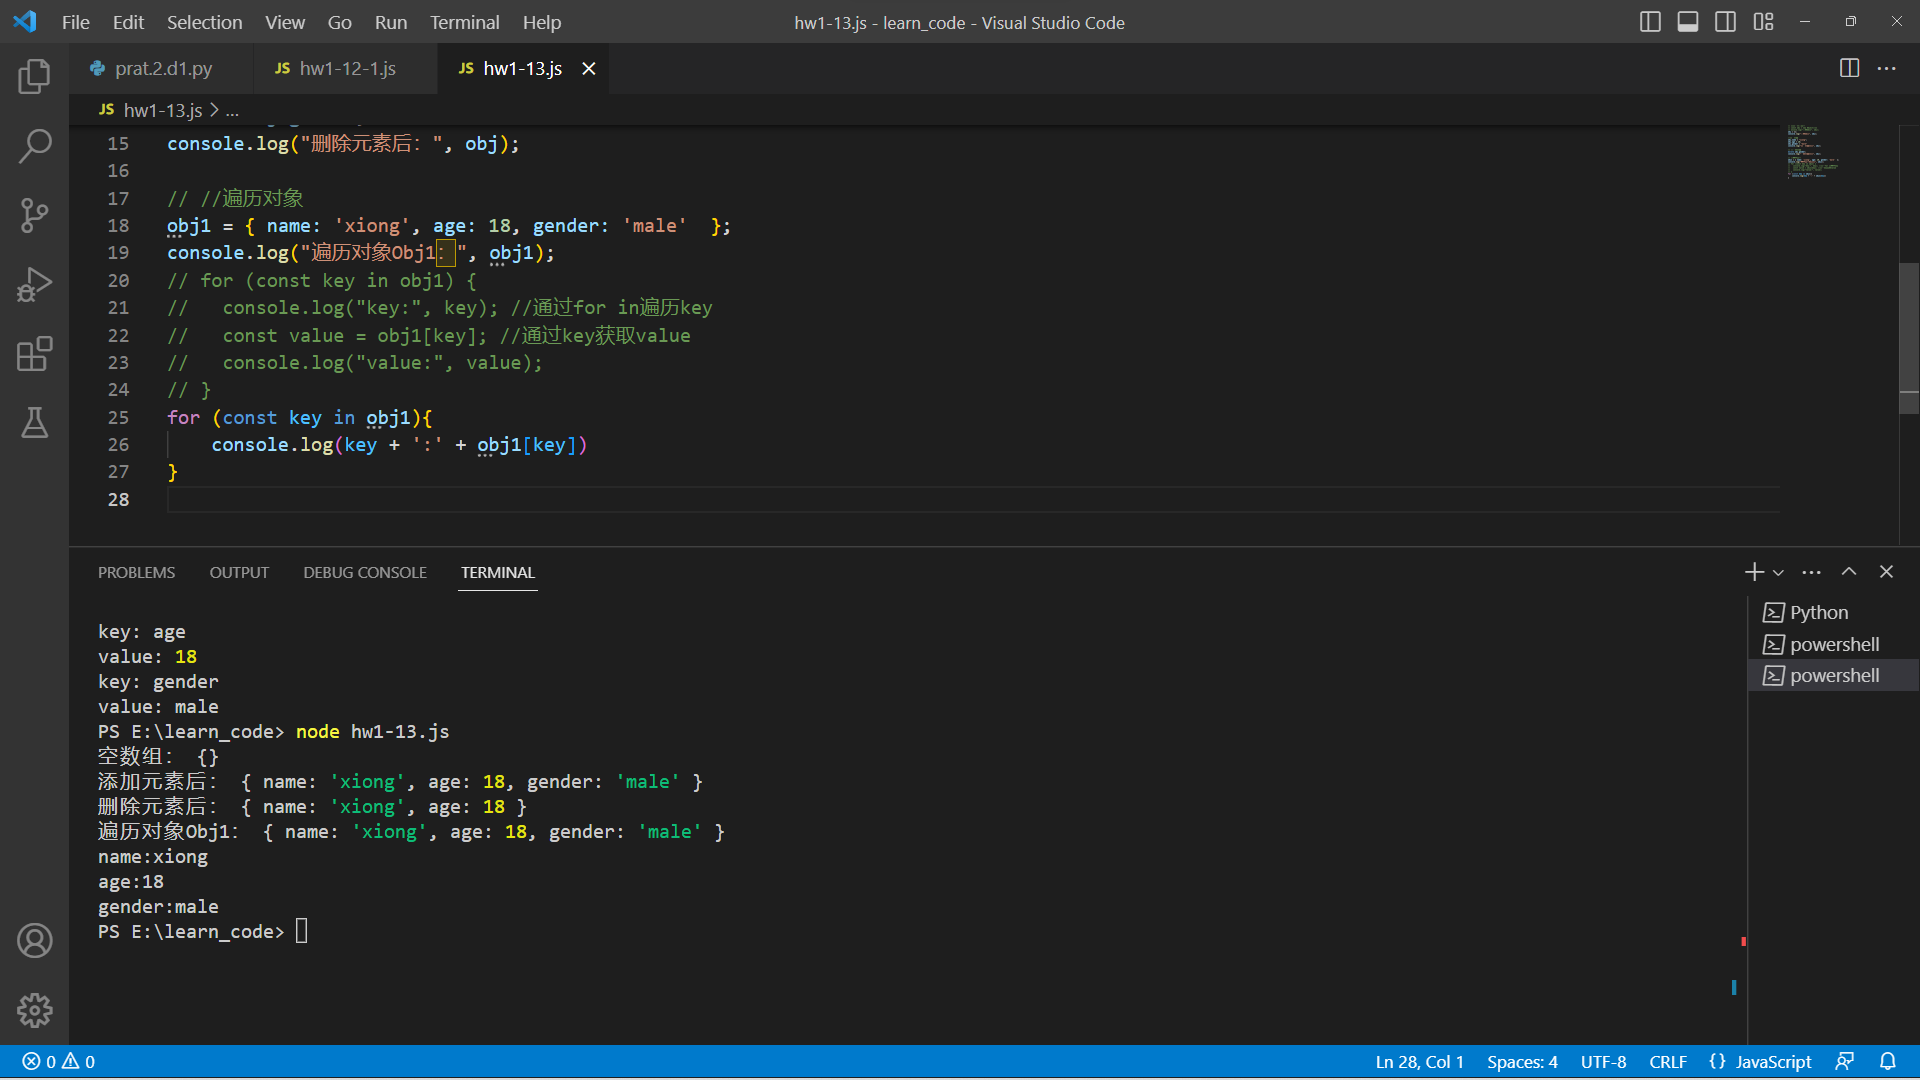 File Edit Selection View Go Run Terminal Help
hw1-13.js - learn_code - Visual Studio Code
prat.2.d1.py
JS hw1-12-1.js
JS hw1-13.js
JS hw1-13.js > ...
15 console.log("删除元素后：", obj);
16
17 // //遍历对象
18 obj1 = { name: 'xiong', age: 18, gender: 'male'  };
19 console.log("遍历对象Obj1：", obj1);
20 // for (const key in obj1) {
21 //   console.log("key:", key); //通过for in遍历key
22 //   const value = obj1[key]; //通过key获取value
23 //   console.log("value:", value);
24 // }
25 for (const key in obj1){
26     console.log(key + ':' + obj1[key])
27 }
28
PROBLEMS OUTPUT DEBUG CONSOLE TERMINAL
key: age
value: 18
key: gender
value: male
PS E:\learn_code> node hw1-13.js
空数组： {}
添加元素后： { name: 'xiong', age: 18, gender: 'male' }
删除元素后： { name: 'xiong', age: 18 }
遍历对象Obj1： { name: 'xiong', age: 18, gender: 'male' }
name:xiong
age:18
gender:male
PS E:\learn_code>
Python
powershell
powershell
0 0
Ln 28, Col 1 Spaces: 4 UTF-8 CRLF {} JavaScript